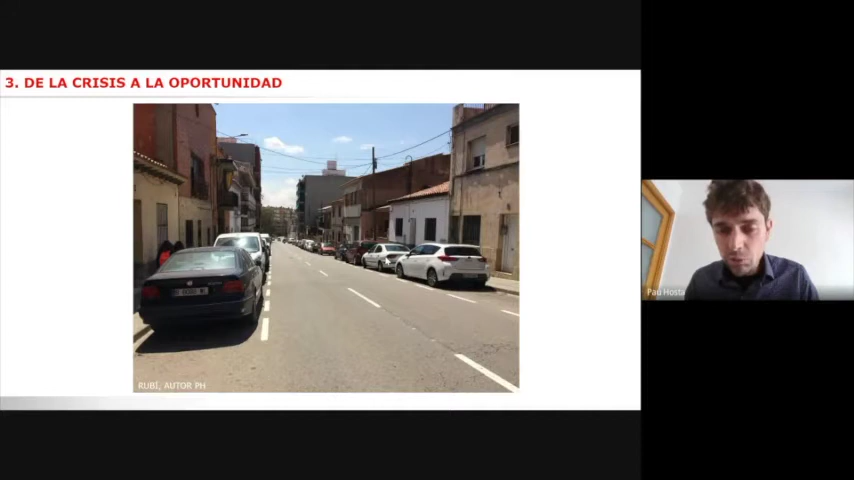 3. DE LA CRISIS A LA OPORTUNIDAD
RUBÍ, AUTOR PH
Pau Hosta